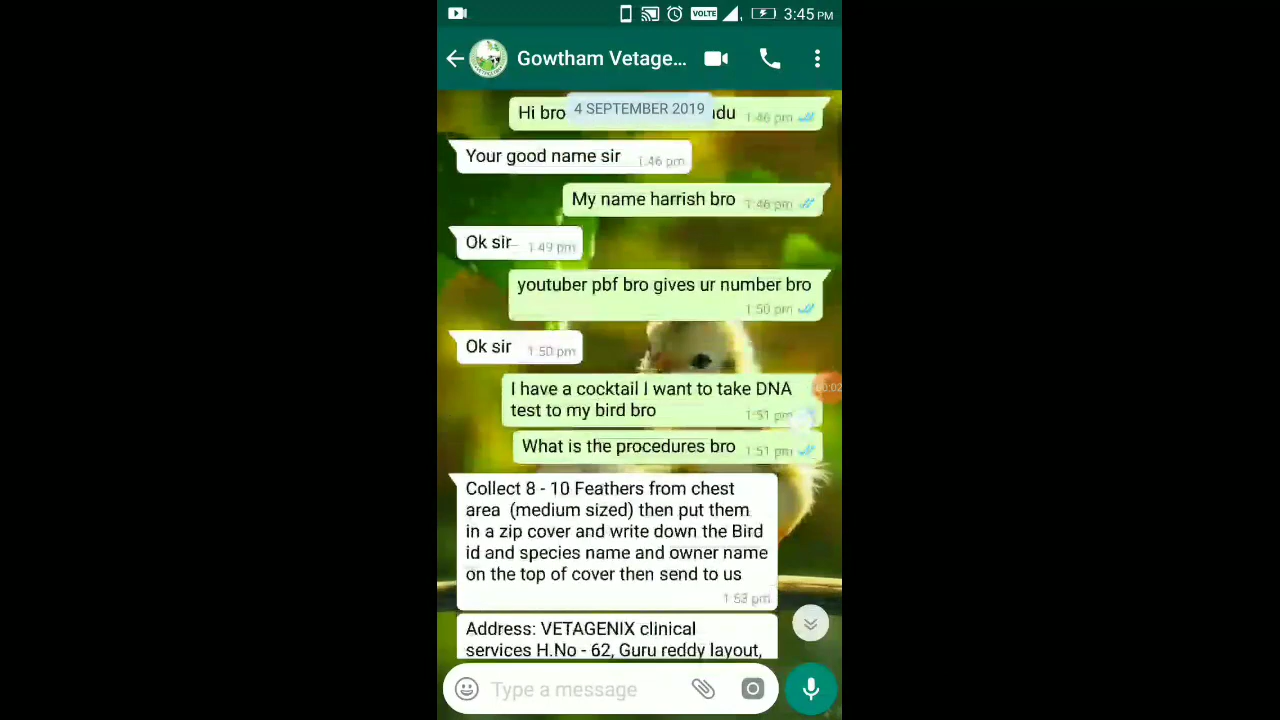 VOLTE 3:45 PM
Gowtham Vetage...
4 SEPTEMBER 2019
Hi bro 1:46 pm
Your good name sir 1:46 pm
My name harrish bro 1:46 pm
Ok sir 1:49 pm
youtuber pbf bro gives ur number bro
1:50 pm
Ok sir 1:50 pm
I have a cocktail I want to take DNA
test to my bird bro 1:51 pm
00:02
What is the procedures bro 1:51 pm
Collect 8 - 10 Feathers from chest
area (medium sized) then put them
in a zip cover and write down the Bird
id and species name and owner name
on the top of cover then send to us
1:53 pm
Address: VETAGENIX clinical
services H.No - 62, Guru reddy layout,
Type a message